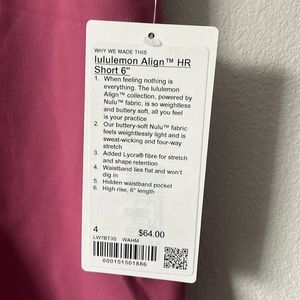 WHY WE MADE THIS
lululemon Align™ HR
Short 6"
1. When feeling nothing is
everything. The lululemon
Align™ collection, powered by
Nulu™ fabric, is so weightless
and buttery soft, all you feel
is your practice
2. Our buttery-soft Nulu™ fabric
feels weightlessly light and is
sweat-wicking and four-way
stretch
3. Added Lycra® fibre for stretch
and shape retention
4. Waistband lies flat and won't
dig in
5. Hidden waistband pocket
6. High rise, 6" length
4 $64.00
LW7BT3S WAHM
000151501886